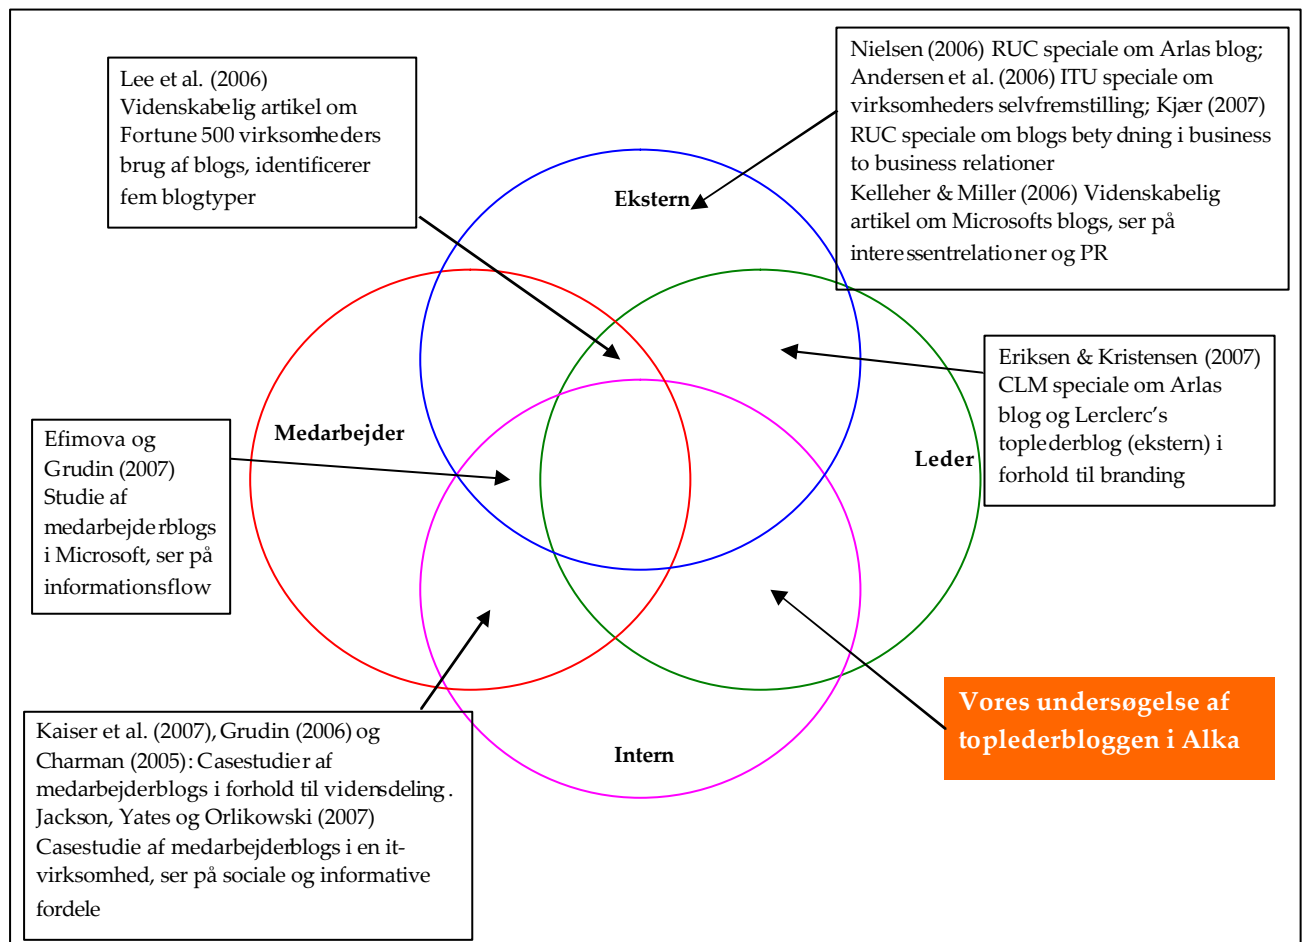 Lee et al. (2006)
Videnskabelig artikel om
Fortune 500 virksomheders
brug af blogs, identificerer
fem blogtyper
Nielsen (2006) RUC speciale om Arlas blog;
Andersen et al. (2006) ITU speciale om
virksomheders selvfremstilling; Kjær (2007)
RUC speciale om blogs betydning i business
to business relationer
Kelleher & Miller (2006) Videnskabelig
artikel om Microsofts blogs, ser på
interessentrelationer og PR
Ekstern
Eriksen & Kristensen (2007)
CLM speciale om Arlas
blog og Lerclerc's
toplederblog (ekstern) i
forhold til branding
Medarbejder
Leder
Efimova og
Grudin (2007)
Studie af
medarbejderblogs
i Microsoft, ser på
informationsflow
Vores undersøgelse af
toplederbloggen i Alka
Intern
Kaiser et al. (2007), Grudin (2006) og
Charman (2005): Casestudier af
medarbejderblogs i forhold til vidensdeling.
Jackson, Yates og Orlikowski (2007)
Casestudie af medarbejderblogs i en it-
virksomhed, ser på sociale og informative
fordele